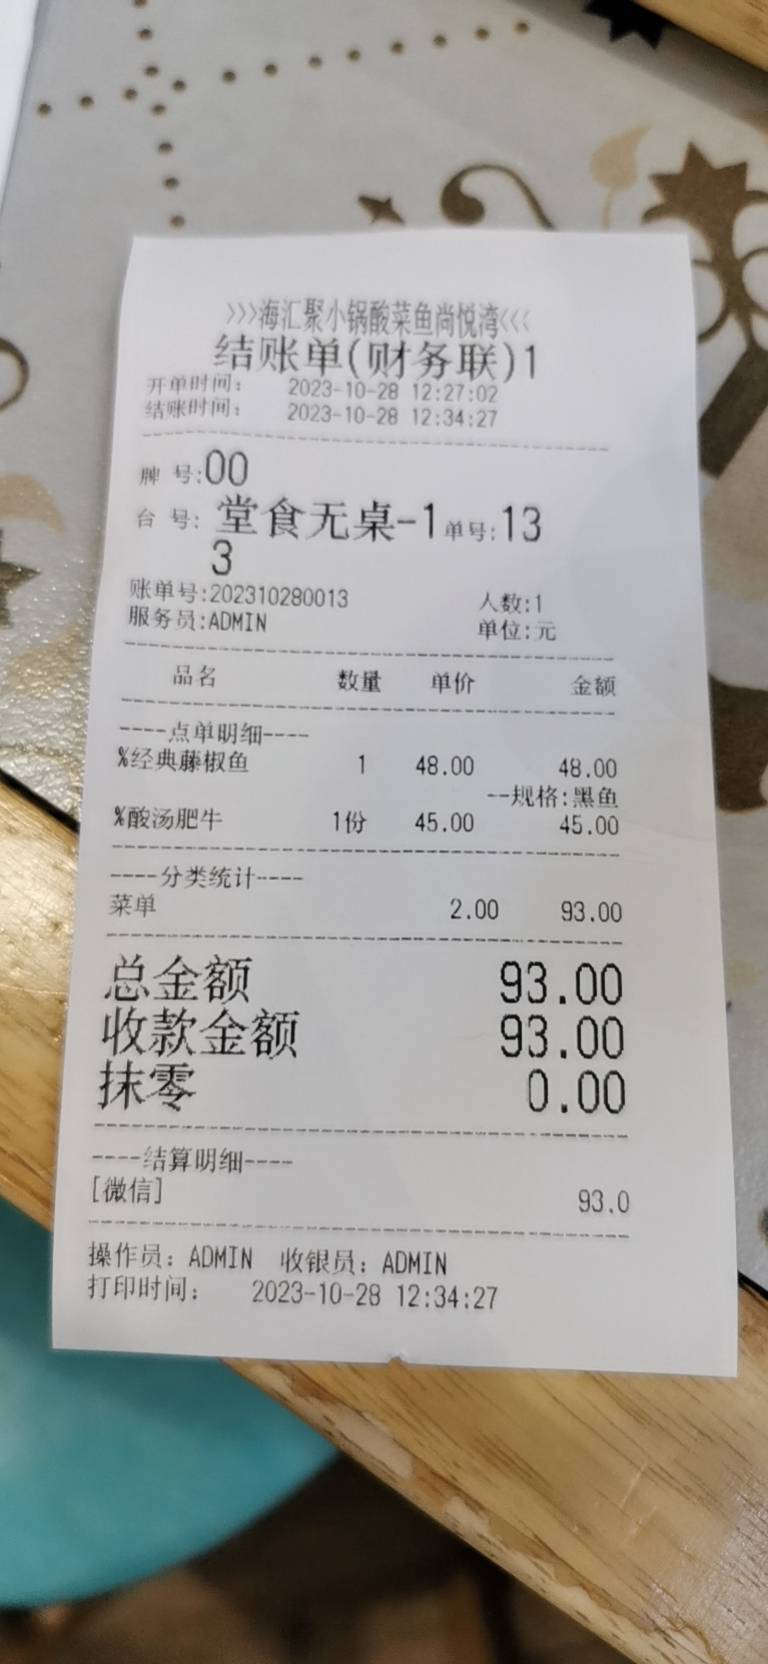 >>>海汇聚小锅酸菜鱼尚悦湾<<<
结账单(财务联)1
开单时间: 2023-10-28 12:27:02
结账时间: 2023-10-28 12:34:27
牌 号:00
台 号: 堂食无桌-1 单号:13
3
账单号:202310280013 人数:1
服务员:ADMIN 单位:元
品名 数量 单价 金额
----点单明细----
%经典藤椒鱼 1 48.00 48.00
--规格:黑鱼
%酸汤肥牛 1份 45.00 45.00
----分类统计----
菜单 2.00 93.00
总金额 93.00
收款金额 93.00
抹零 0.00
----结算明细----
[微信] 93.0
操作员: ADMIN 收银员: ADMIN
打印时间: 2023-10-28 12:34:27